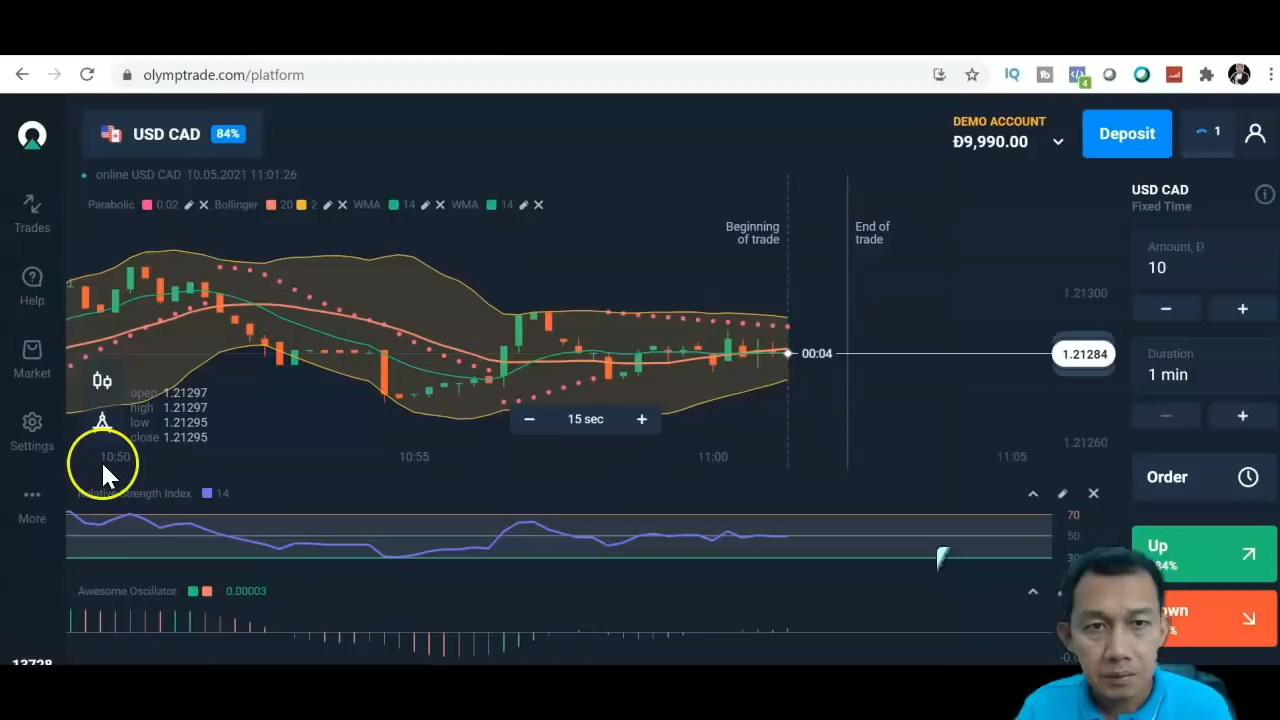 olymptrade.com/platform
IQ
tb
4
USD CAD 84%
DEMO ACCOUNT
Ð9,990.00
Deposit
1
online USD CAD 10.05.2021 11:01:26
Parabolic 0.02 Bollinger 20 2 WMA 14 WMA 14
Trades
Help
Market
Settings
More
Beginning
of trade
End of
trade
1.21300
00:04
1.21284
1.21260
open 1.21297
high 1.21297
low 1.21295
close 1.21295
15 sec
10:50
10:55
11:00
11:05
USD CAD
Fixed Time
Amount, Đ
10
Duration
1 min
Order
Up
84%
own
%
Relative Strength Index 14
70
50
30
Awesome Oscillator 0.00003